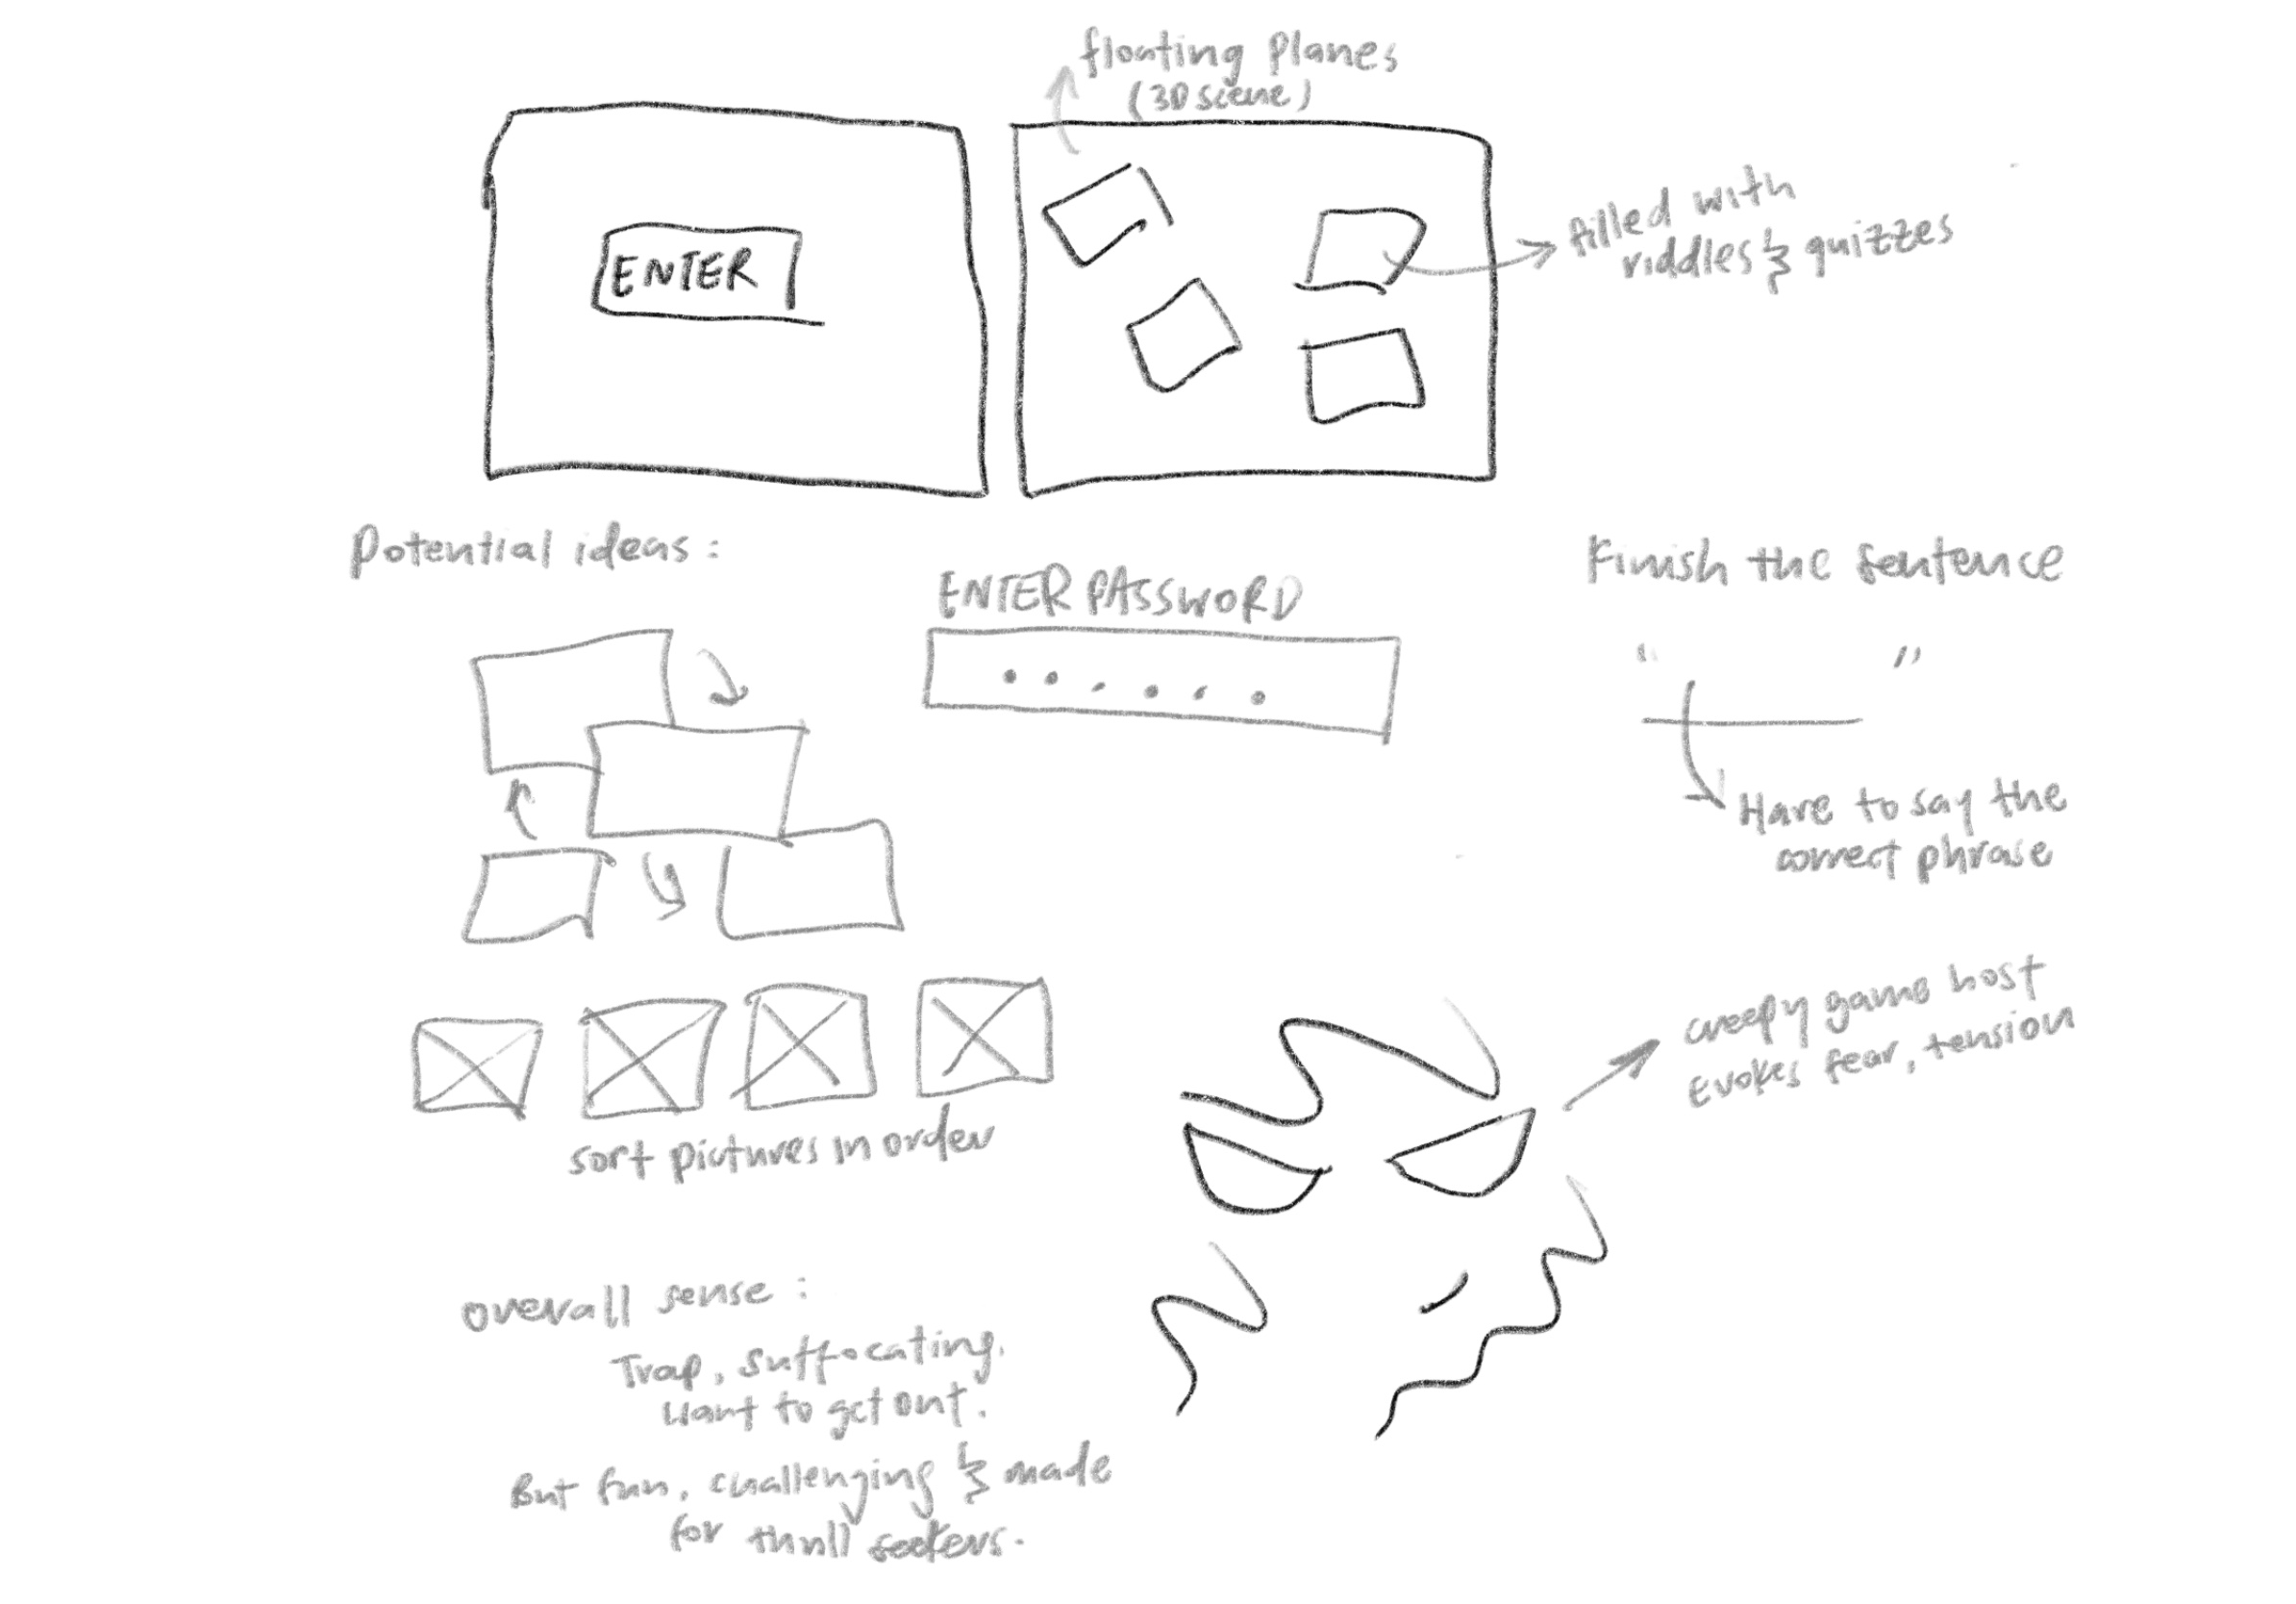 floating planes
(3D scene)
ENTER
filled with
riddles & quizzes
Potential ideas:
ENTER PASSWORD
Finish the sentence
"          "
Have to say the
correct phrase
sort pictures in order
creepy game host
Evokes fear, tension
overall sense:
Trap, suffocating.
Want to get out.
But fun, challenging & made
for thrill seekers.